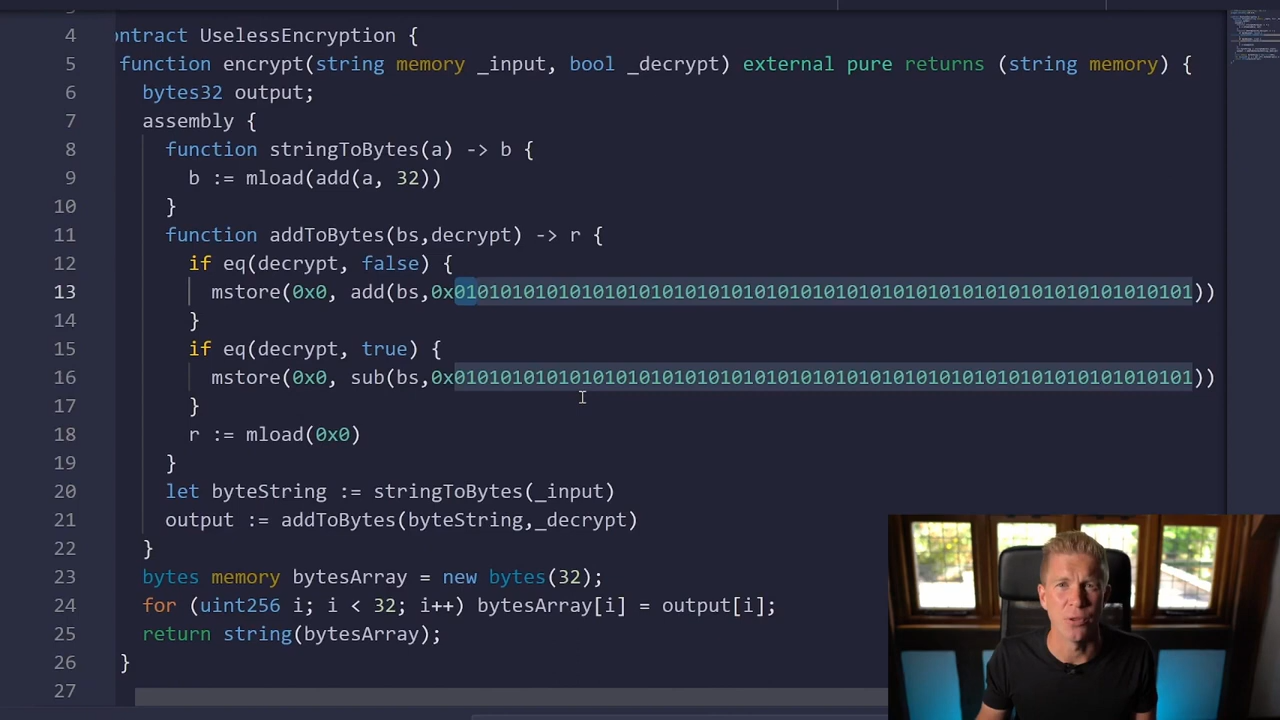 4 ontract UselessEncryption {
5 function encrypt(string memory _input, bool _decrypt) external pure returns (string memory) {
6 bytes32 output;
7 assembly {
8 function stringToBytes(a) -> b {
9 b := mload(add(a, 32))
10 }
11 function addToBytes(bs,decrypt) -> r {
12 if eq(decrypt, false) {
13 mstore(0x0, add(bs,0x0101010101010101010101010101010101010101010101010101010101010101))
14 }
15 if eq(decrypt, true) {
16 mstore(0x0, sub(bs,0x0101010101010101010101010101010101010101010101010101010101010101))
17 }
18 r := mload(0x0)
19 }
20 let byteString := stringToBytes(_input)
21 output := addToBytes(byteString,_decrypt)
22 }
23 bytes memory bytesArray = new bytes(32);
24 for (uint256 i; i < 32; i++) bytesArray[i] = output[i];
25 return string(bytesArray);
26 }
27